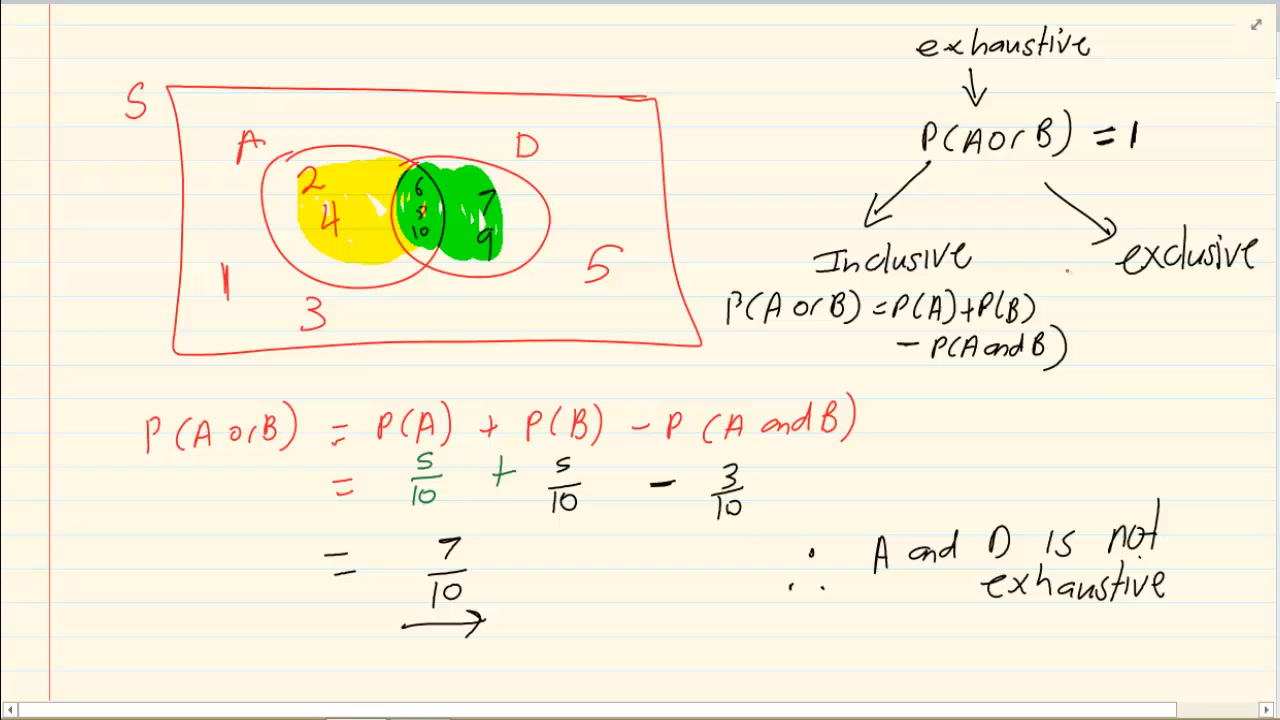 exhaustive
P(A or B) = 1
Inclusive
exclusive
P(A or B) = P(A) + P(B)
- P(A and B)
S
A
D
2
4
6
8
10
7
9
1
3
5
P(A or B) = P(A) + P(B) - P(A and B)
= 5/10 + 5/10 - 3/10
= 7/10
∴ A and D is not
exhaustive